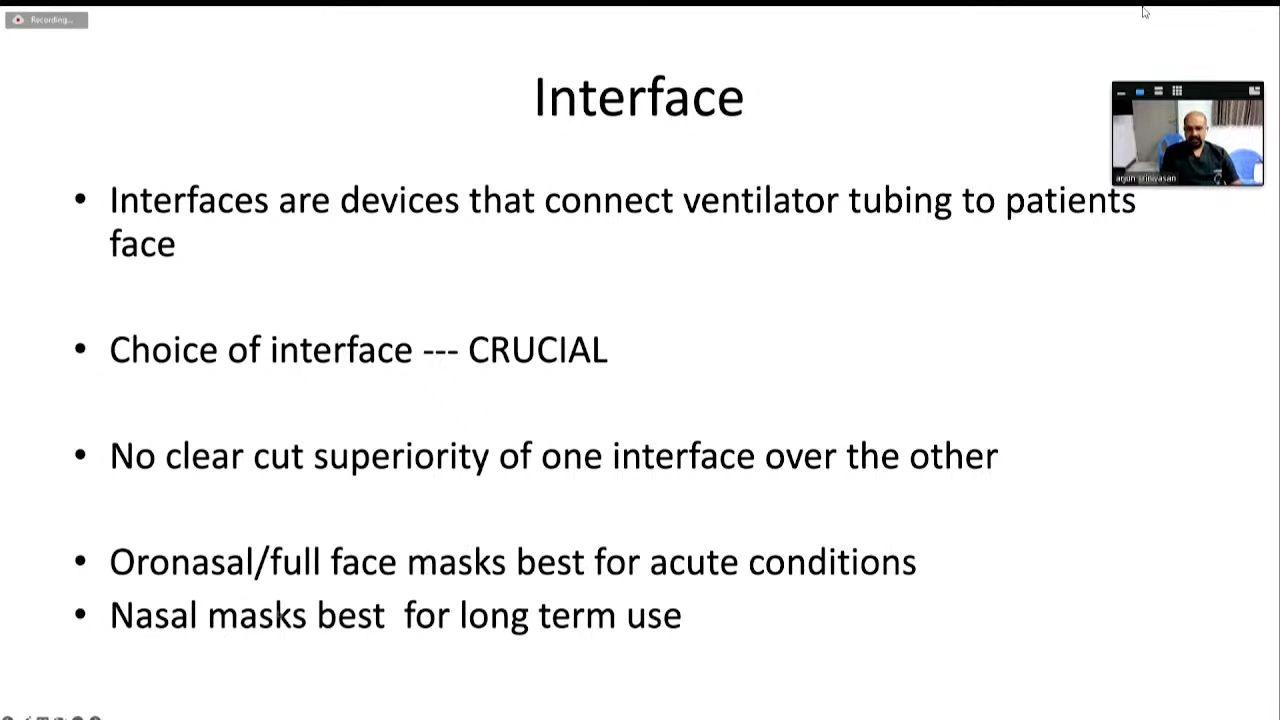 Recording...
Interface
• Interfaces are devices that connect ventilator tubing to patients
face
• Choice of interface --- CRUCIAL
• No clear cut superiority of one interface over the other
• Oronasal/full face masks best for acute conditions
• Nasal masks best  for long term use
arjun srinivasan